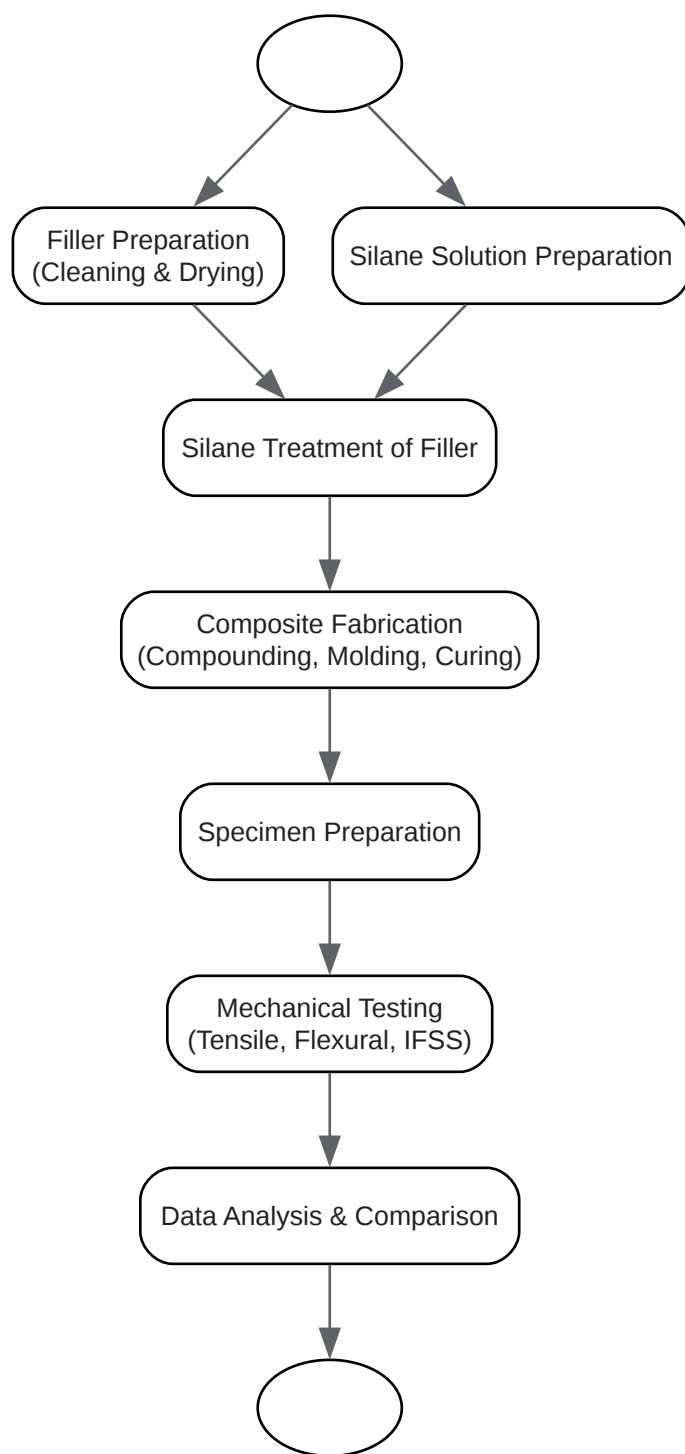 Filler Preparation
(Cleaning & Drying)
Silane Solution Preparation
Silane Treatment of Filler
Composite Fabrication
(Compounding, Molding, Curing)
Specimen Preparation
Mechanical Testing
(Tensile, Flexural, IFSS)
Data Analysis & Comparison